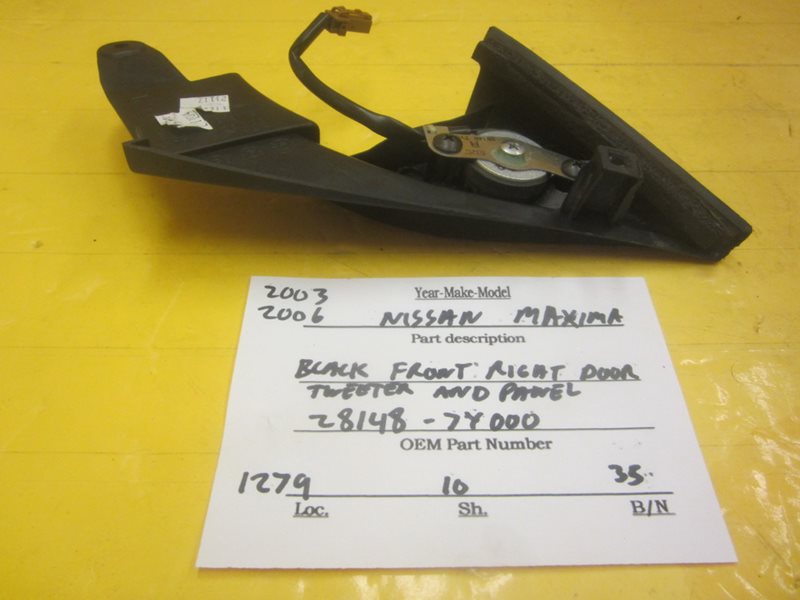 2003
Year-Make-Model
2006 NISSAN MAXIMA
Part description
BLACK FRONT RIGHT DOOR
TWEETER AND PANEL
28148-7Y000
OEM Part Number
1279 10 35
Loc. Sh. B/N